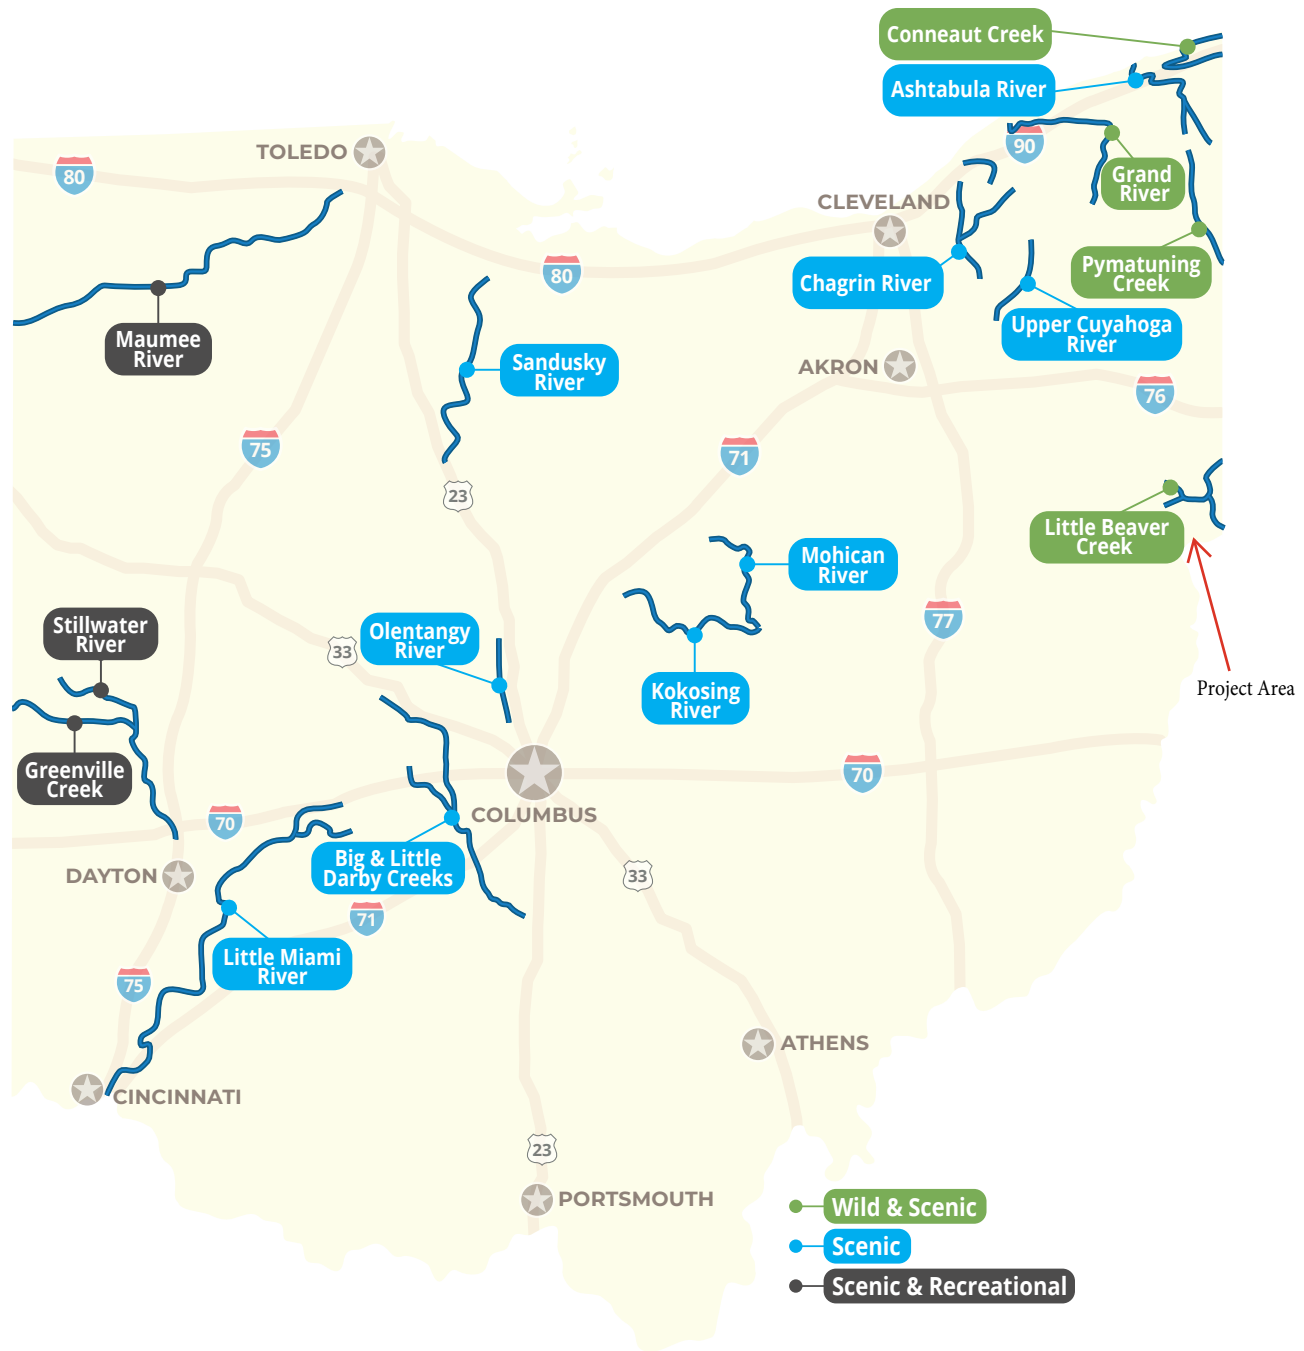 Conneaut Creek
Ashtabula River
90
Grand
River
TOLEDO
80
CLEVELAND
Pymatuning
Creek
80
Chagrin River
Upper Cuyahoga
River
Maumee
River
Sandusky
River
AKRON
76
75
71
23
Little Beaver
Creek
Mohican
River
Stillwater
River
33
Olentangy
River
77
Project Area
Kokosing
River
Greenville
Creek
70
COLUMBUS
70
DAYTON
Big & Little
Darby Creeks
33
71
Little Miami
River
75
ATHENS
CINCINNATI
23
PORTSMOUTH
Wild & Scenic
Scenic
Scenic & Recreational